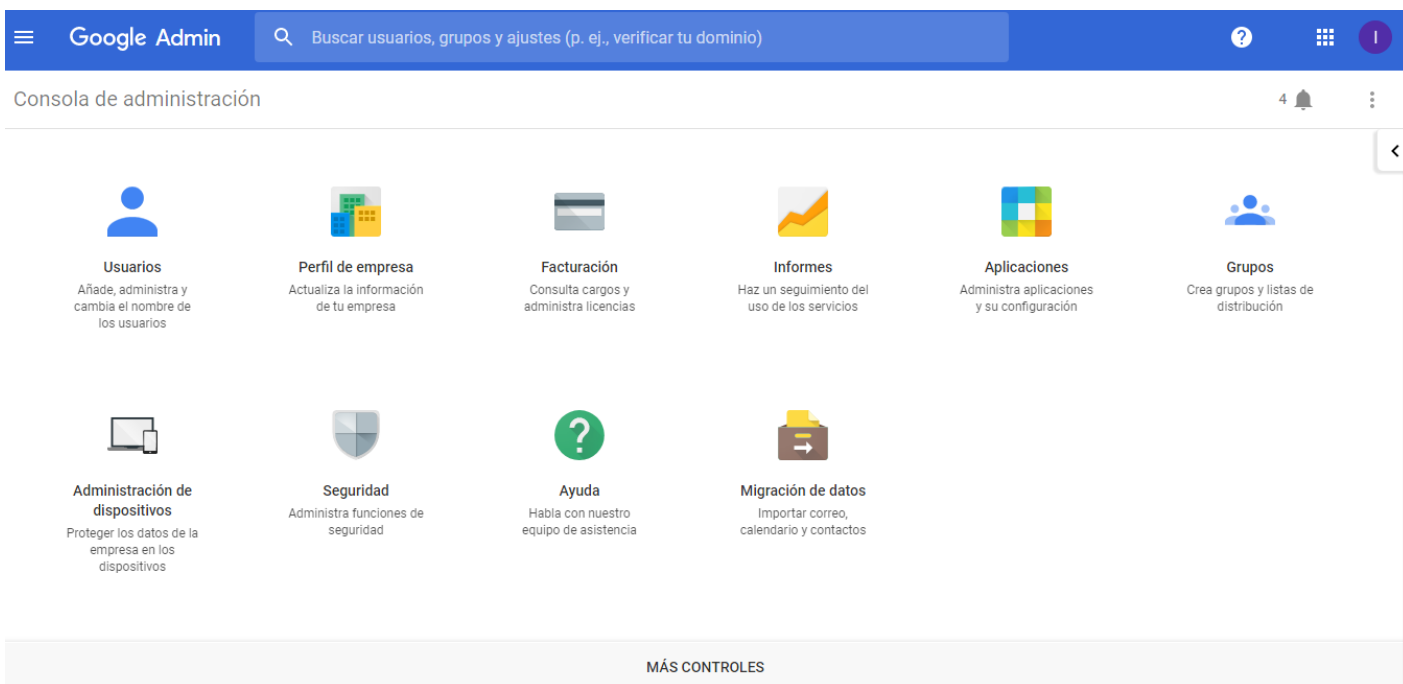 Google Admin
Buscar usuarios, grupos y ajustes (p. ej., verificar tu dominio)
?
I
Consola de administración
4
Usuarios
Añade, administra y
cambia el nombre de
los usuarios
Perfil de empresa
Actualiza la información
de tu empresa
Facturación
Consulta cargos y
administra licencias
Informes
Haz un seguimiento del
uso de los servicios
Aplicaciones
Administra aplicaciones
y su configuración
Grupos
Crea grupos y listas de
distribución
Administración de
dispositivos
Proteger los datos de la
empresa en los
dispositivos
Seguridad
Administra funciones de
seguridad
?
Ayuda
Habla con nuestro
equipo de asistencia
Migración de datos
Importar correo,
calendario y contactos
MÁS CONTROLES